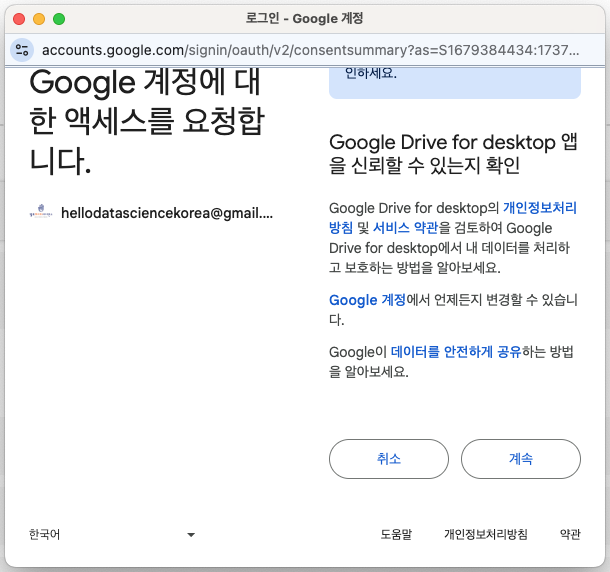 로그인 - Google 계정
accounts.google.com/signin/oauth/v2/consentsummary?as=S1679384434:1737...
Google 계정에 대
한 액세스를 요청합
니다.
hellodatasciencekorea@gmail....
인하세요.
Google Drive for desktop 앱
을 신뢰할 수 있는지 확인
Google Drive for desktop의 개인정보처리
방침 및 서비스 약관을 검토하여 Google
Drive for desktop에서 내 데이터를 처리하
고 보호하는 방법을 알아보세요.
Google 계정에서 언제든지 변경할 수 있습니
다.
Google이 데이터를 안전하게 공유하는 방법
을 알아보세요.
취소
계속
한국어
도움말
개인정보처리방침
약관